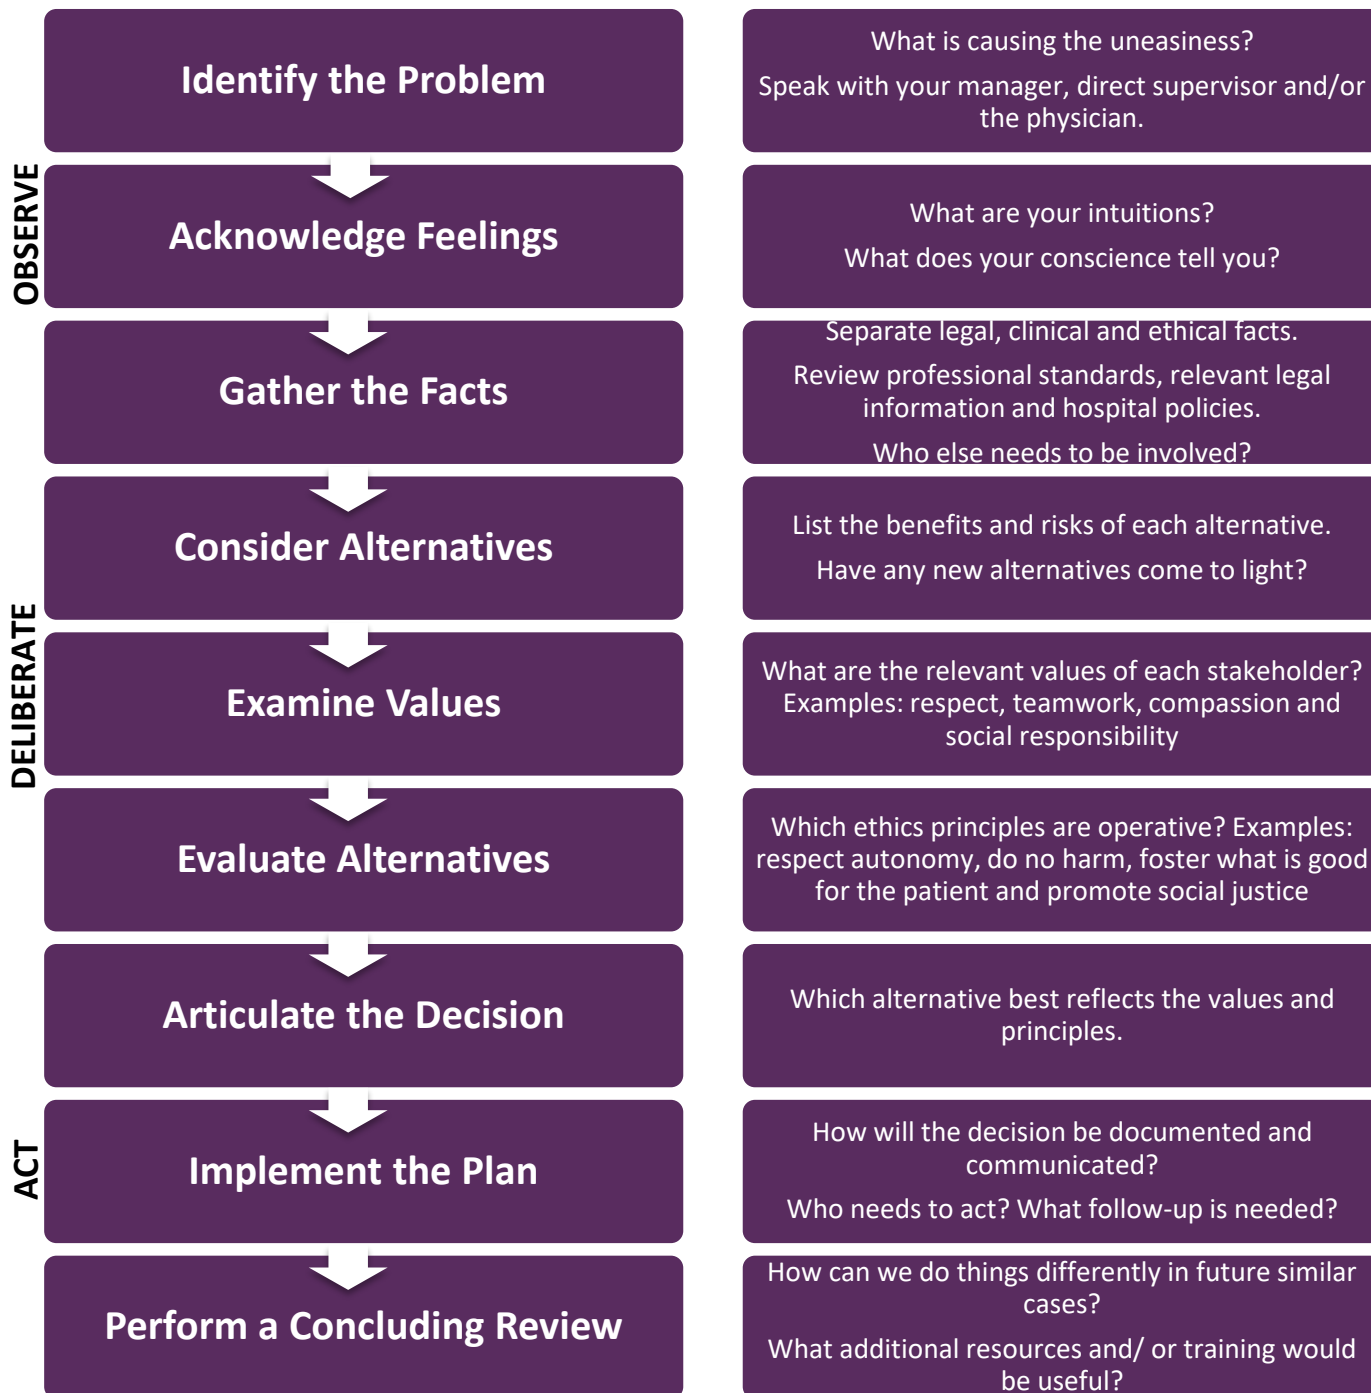 Identify the Problem
What is causing the uneasiness?
Speak with your manager, direct supervisor and/or
the physician.
OBSERVE
Acknowledge Feelings
What are your intuitions?
What does your conscience tell you?
Gather the Facts
Separate legal, clinical and ethical facts.
Review professional standards, relevant legal
information and hospital policies.
Who else needs to be involved?
Consider Alternatives
List the benefits and risks of each alternative.
Have any new alternatives come to light?
DELIBERATE
Examine Values
What are the relevant values of each stakeholder?
Examples: respect, teamwork, compassion and
social responsibility
Evaluate Alternatives
Which ethics principles are operative? Examples:
respect autonomy, do no harm, foster what is good
for the patient and promote social justice
Articulate the Decision
Which alternative best reflects the values and
principles.
ACT
Implement the Plan
How will the decision be documented and
communicated?
Who needs to act? What follow-up is needed?
Perform a Concluding Review
How can we do things differently in future similar
cases?
What additional resources and/ or training would
be useful?